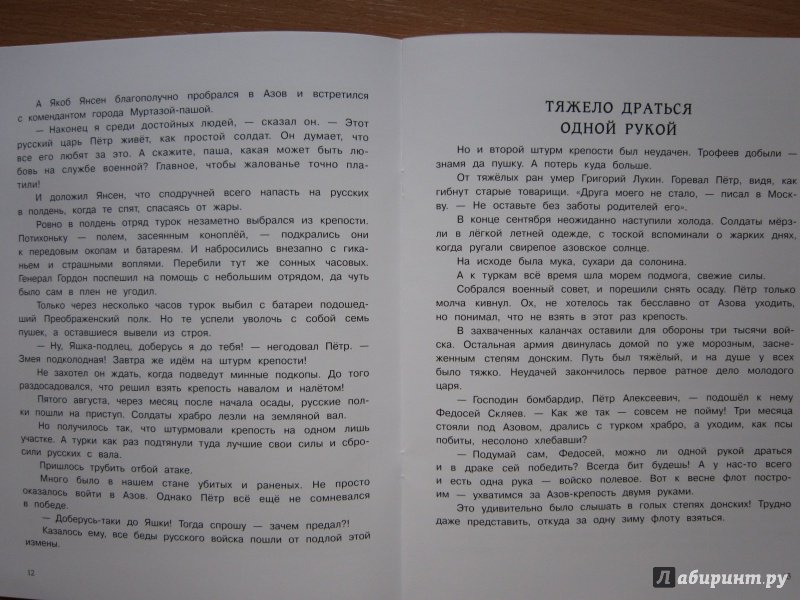 А Якоб Янсен благополучно пробрался в Азов и встретился
с комендантом города Муртазой-пашой.
— Наконец я среди достойных людей, — сказал он. — Этот
русский царь Пётр живёт, как простой солдат. Он думает, что
все его любят за это. А скажите, паша, какая может быть лю-
бовь на службе военной? Главное, чтобы жалованье точно пла-
тили!
И доложил Янсен, что сподручней всего напасть на русских
в полдень, когда те спят, спасаясь от жары.
Ровно в полдень отряд турок незаметно выбрался из крепости.
Потихоньку — полем, засеянным коноплёй, — подкрались они
к передовым окопам и батареям. И набросились внезапно с гика-
ньем и страшными воплями. Перебили тут же сонных часовых.
Генерал Гордон поспешил на помощь с небольшим отрядом, да чуть
было сам в плен не угодил.
Только через несколько часов турок выбил с батареи подошед-
ший Преображенский полк. Но те успели уволочь с собой семь
пушек, а оставшиеся вывели из строя.
— Ну, Яшка-подлец, доберусь я до тебя! — негодовал Пётр. —
Змея подколодная! Завтра же идём на штурм крепости!
Не захотел он ждать, когда подведут минные подкопы. До того
раздосадовался, что решил взять крепость навалом и налётом!
Пятого августа, через месяц после начала осады, русские пол-
ки пошли на приступ. Солдаты храбро лезли на земляной вал.
Но получилось так, что штурмовали крепость на одном лишь
участке. А турки как раз подтянули туда лучшие свои силы и сбро-
сили русских с вала.
Пришлось трубить отбой атаке.
Много было в нашем стане убитых и раненых. Не просто
оказалось войти в Азов. Однако Пётр всё ещё не сомневался
в победе.
— Доберусь-таки до Яшки! Тогда спрошу — зачем предал?!
Казалось ему, все беды русского войска пошли от подлой этой
измены.
12
ТЯЖЕЛО ДРАТЬСЯ
ОДНОЙ РУКОЙ
Но и второй штурм крепости был неудачен. Трофеев добыли —
знамя да пушку. А потерь куда больше.
От тяжёлых ран умер Григорий Лукин. Горевал Пётр, видя, как
гибнут старые товарищи. «Друга моего не стало, — писал в Моск-
ву. — Не оставьте без заботы родителей его».
В конце сентября неожиданно наступили холода. Солдаты мёрз-
ли в лёгкой летней одежде, с тоской вспоминали о жарких днях,
когда ругали свирепое азовское солнце.
На исходе была мука, сухари да солонина.
А к туркам всё время шла морем подмога, свежие силы.
Собрался военный совет, и порешили снять осаду. Пётр только
молча кивнул. Ох, не хотелось так бесславно от Азова уходить,
но понимал, что не взять в этот раз крепость.
В захваченных каланчах оставили для обороны три тысячи вой-
ска. Остальная армия двинулась домой по уже морозным, засне-
женным степям донским. Путь был тяжёлый, и на душе у всех
было тяжко. Неудачей закончилось первое ратное дело молодого
царя.
— Господин бомбардир, Пётр Алексеевич, — подошёл к нему
Федосей Скляев. — Как же так — совсем не пойму! Три месяца
стояли под Азовом, дрались с турком храбро, а уходим, как псы
побиты, несолоно хлебавши?
— Подумай сам, Федосей, можно ли одной рукой драться
и в драке сей победить? Всегда бит будешь! А у нас-то всего
и есть одна рука — войско полевое. Вот к весне флот постро-
им — ухватимся за Азов-крепость двумя руками.
Это удивительно было слышать в голых степях донских! Трудно
даже представить, откуда за одну зиму флоту взяться.
Лабиринт.ру